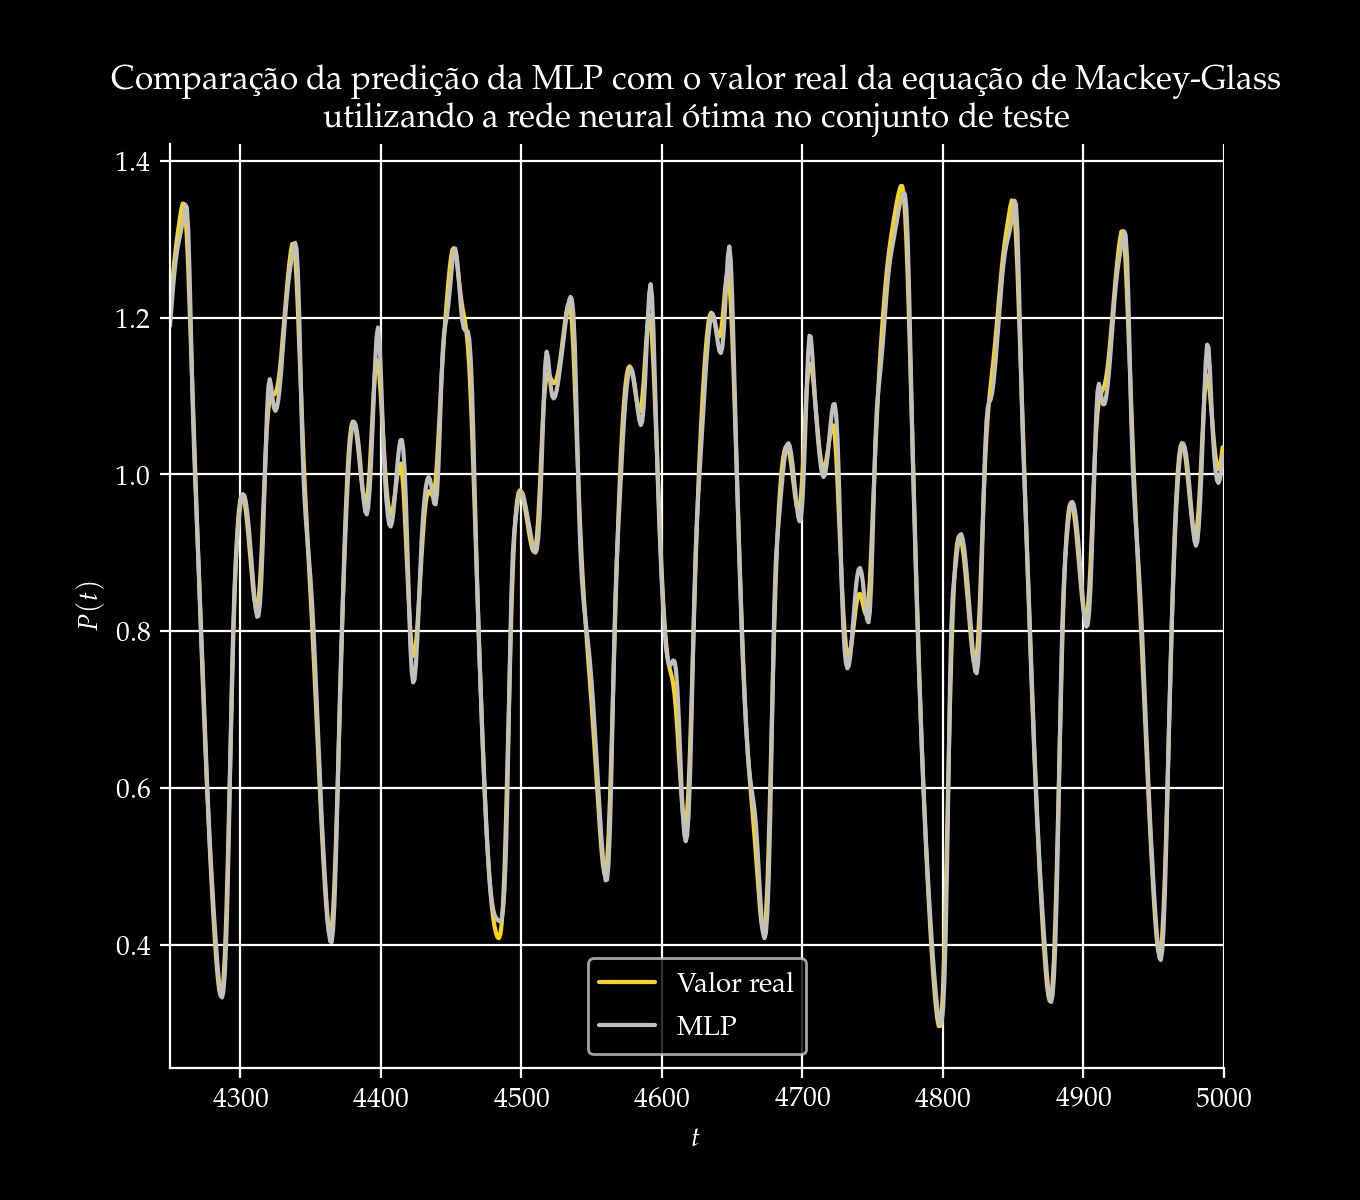 Comparação da predição da MLP com o valor real da equação de Mackey-Glass
utilizando a rede neural ótima no conjunto de teste
1.4
1.2
1.0
0.8
0.6
0.4
P(t)
Valor real
MLP
4300 4400 4500 4600 4700 4800 4900 5000
t